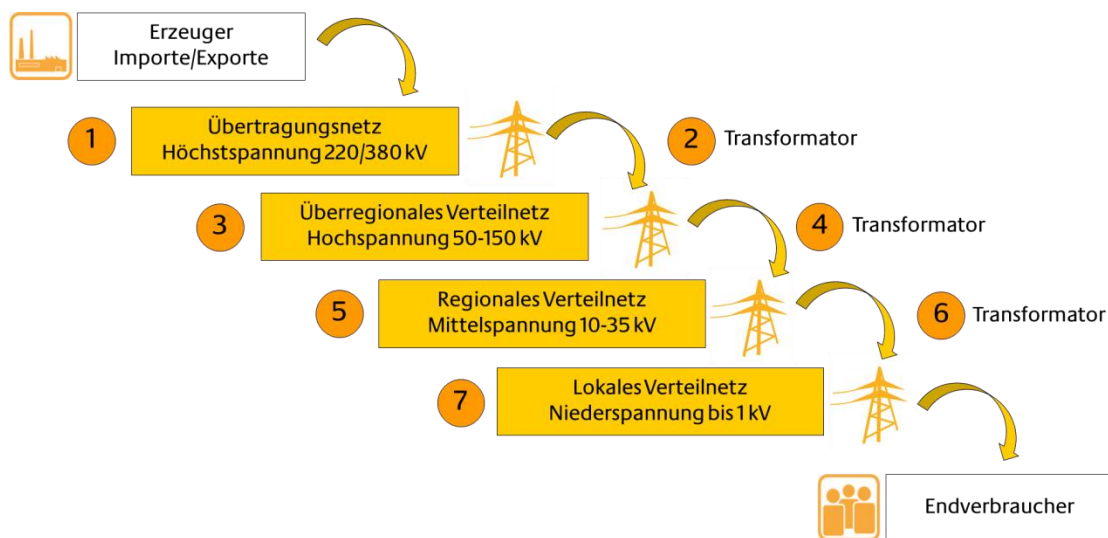 Erzeuger
Importe/Exporte
1
Übertragungsnetz
Höchstspannung 220/380 kV
2
Transformator
3
Überregionales Verteilnetz
Hochspannung 50-150 kV
4
Transformator
5
Regionales Verteilnetz
Mittelspannung 10-35 kV
6
Transformator
7
Lokales Verteilnetz
Niederspannung bis 1 kV
Endverbraucher